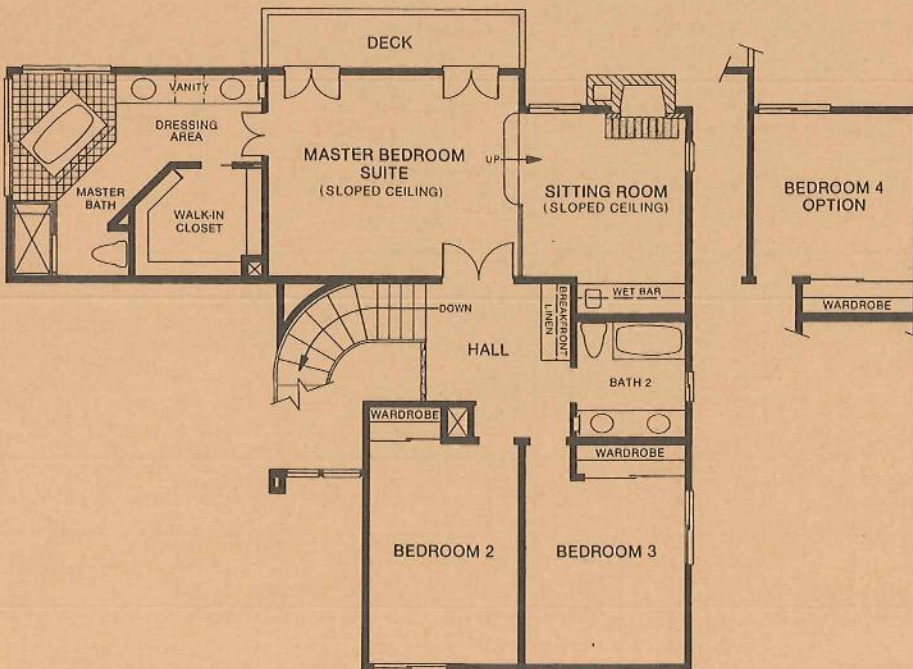 DECK
VANITY
DRESSING
AREA
MASTER BEDROOM
SUITE
(SLOPED CEILING)
UP
SITTING ROOM
(SLOPED CEILING)
BEDROOM 4
OPTION
MASTER
BATH
WALK-IN
CLOSET
WET BAR
WARDROBE
DOWN
BREAKFRONT
LINEN
HALL
BATH 2
WARDROBE
WARDROBE
BEDROOM 2
BEDROOM 3